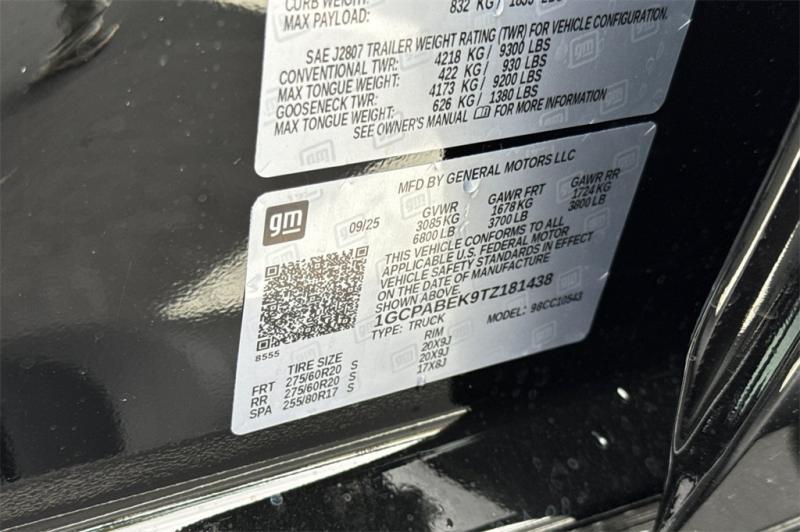 CURB WEIGHT: 832 KG
MAX PAYLOAD:
SAE J2807 TRAILER WEIGHT RATING (TWR) FOR VEHICLE CONFIGURATION.
CONVENTIONAL TWR: 4218 KG / 9300 LBS
MAX TONGUE WEIGHT: 422 KG / 930 LBS
GOOSENECK TWR: 4173 KG / 9200 LBS
MAX TONGUE WEIGHT: 626 KG / 1380 LBS
SEE OWNER'S MANUAL FOR MORE INFORMATION
MFD BY GENERAL MOTORS LLC
gm
09/25
GVWR GAWR FRT GAWR RR
3085 KG 1678 KG 1724 KG
6800 LB 3700 LB 3800 LB
THIS VEHICLE CONFORMS TO ALL
APPLICABLE U.S. FEDERAL MOTOR
VEHICLE SAFETY STANDARDS IN EFFECT
ON THE DATE OF MANUFACTURE
SHOWN ABOVE.
1GCPABEK9TZ181438
TYPE: TRUCK MODEL: 98CC10543
8555
TIRE SIZE RIM
FRT 275/60R20 S 20X9J
RR 275/60R20 S 20X9J
SPA 255/80R17 S 17X8J